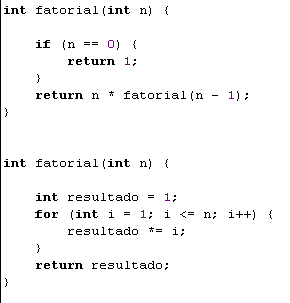 int fatorial(int n) {
if (n == 0) {
return 1;
}
return n * fatorial(n - 1);
}
int fatorial(int n) {
int resultado = 1;
for (int i = 1; i <= n; i++) {
resultado *= i;
}
return resultado;
}